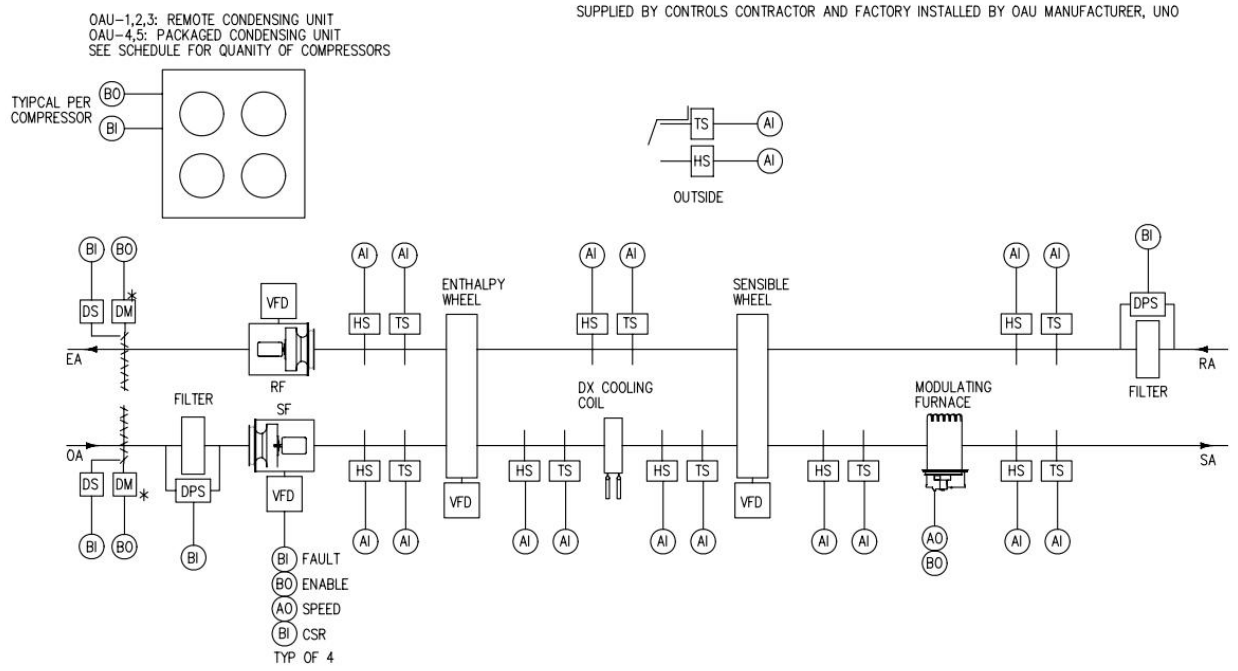 SUPPLIED BY CONTROLS CONTRACTOR AND FACTORY INSTALLED BY OAU MANUFACTURER, UNO
OAU-1,2,3: REMOTE CONDENSING UNIT
OAU-4,5: PACKAGED CONDENSING UNIT
SEE SCHEDULE FOR QUANITY OF COMPRESSORS
TYIPCAL PER
COMPRESSOR
BO
BI
TS
AI
HS
AI
OUTSIDE
BI
BO
AI
AI
AI
AI
AI
AI
BI
ENTHALPY
WHEEL
SENSIBLE
WHEEL
DS
DM
*
VFD
HS
TS
HS
TS
HS
TS
DPS
EA
RF
RA
FILTER
DX COOLING
COIL
MODULATING
FURNACE
FILTER
SF
OA
SA
DS
DM
*
DPS
VFD
HS
TS
VFD
HS
TS
HS
TS
VFD
HS
TS
HS
TS
BI
BO
BI
AI
AI
AI
AI
AI
AI
AI
AI
AO
BO
AI
AI
BI FAULT
BO ENABLE
AO SPEED
BI CSR
TYP OF 4